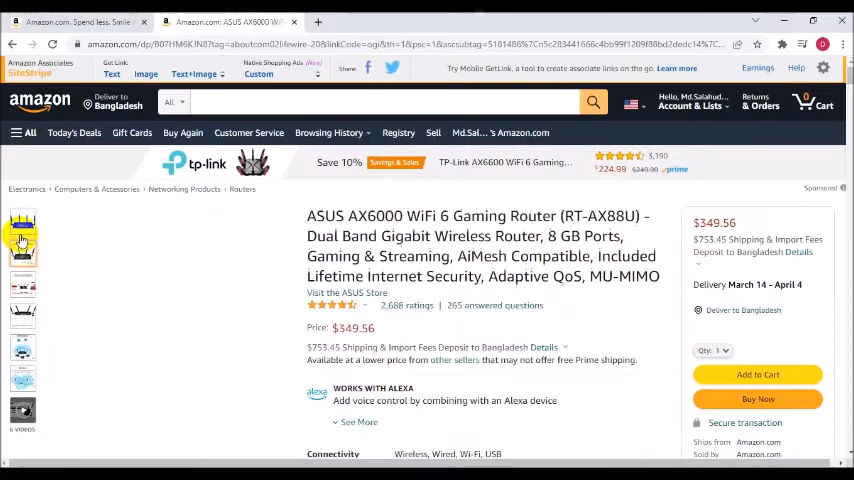 Amazon.com. Spend less. Smile
Amazon.com: ASUS AX6000 WiF
amazon.com/dp/B07HM6KJN8?tag=aboutcom02lifewire-20&linkCode=ogi&th=1&psc=1&ascsubtag=5181486%7Cn5c283441666c4bb99f1209f88bd2dedc14%7C...
Amazon Associates
SiteStripe
Get Link:
Text Image Text+Image
Native Shopping Ads (New)
Custom
Share:
Try Mobile GetLink, a tool to create associate links on the go. Learn more
Earnings Help
amazon
Deliver to
Bangladesh
All
Hello, Md.Salahud...
Account & Lists
Returns
& Orders
0
Cart
All Today's Deals Gift Cards Buy Again Customer Service Browsing History Registry Sell Md.Sal... 's Amazon.com
tp-link
Save 10%
Savings & Sales
TP-Link AX6600 WiFi 6 Gaming...
3,190
$224.99 $249.99 prime
Electronics › Computers & Accessories › Networking Products › Routers
Sponsored
ASUS AX6000 WiFi 6 Gaming Router (RT-AX88U) -
Dual Band Gigabit Wireless Router, 8 GB Ports,
Gaming & Streaming, AiMesh Compatible, Included
Lifetime Internet Security, Adaptive QoS, MU-MIMO
Visit the ASUS Store
2,688 ratings | 265 answered questions
Price: $349.56
$753.45 Shipping & Import Fees Deposit to Bangladesh Details
Available at a lower price from other sellers that may not offer free Prime shipping.
alexa
WORKS WITH ALEXA
Add voice control by combining with an Alexa device
See More
Connectivity
Wireless, Wired, Wi-Fi, USB
6 VIDEOS
$349.56
$753.45 Shipping & Import Fees
Deposit to Bangladesh Details
Delivery March 14 - April 4
Deliver to Bangladesh
Qty: 1
Add to Cart
Buy Now
Secure transaction
Ships from Amazon.com
Sold by Amazon.com